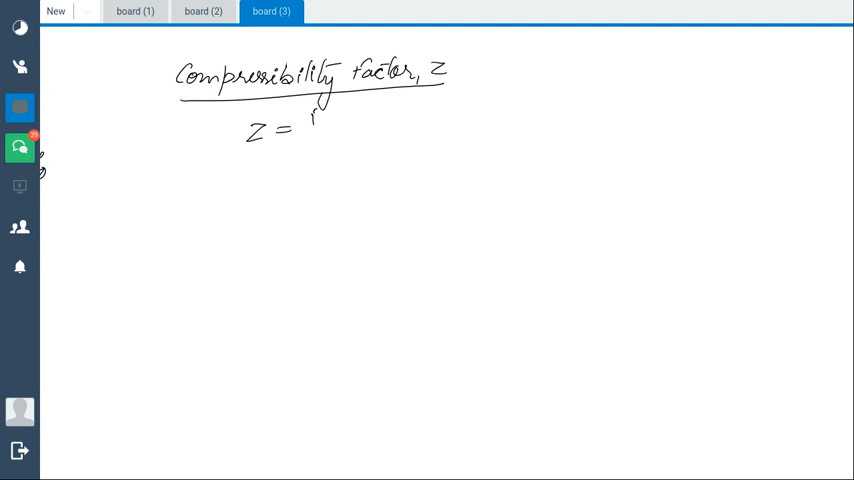 New board (1) board (2) board (3)
Compressibility factor, Z
39
Z =